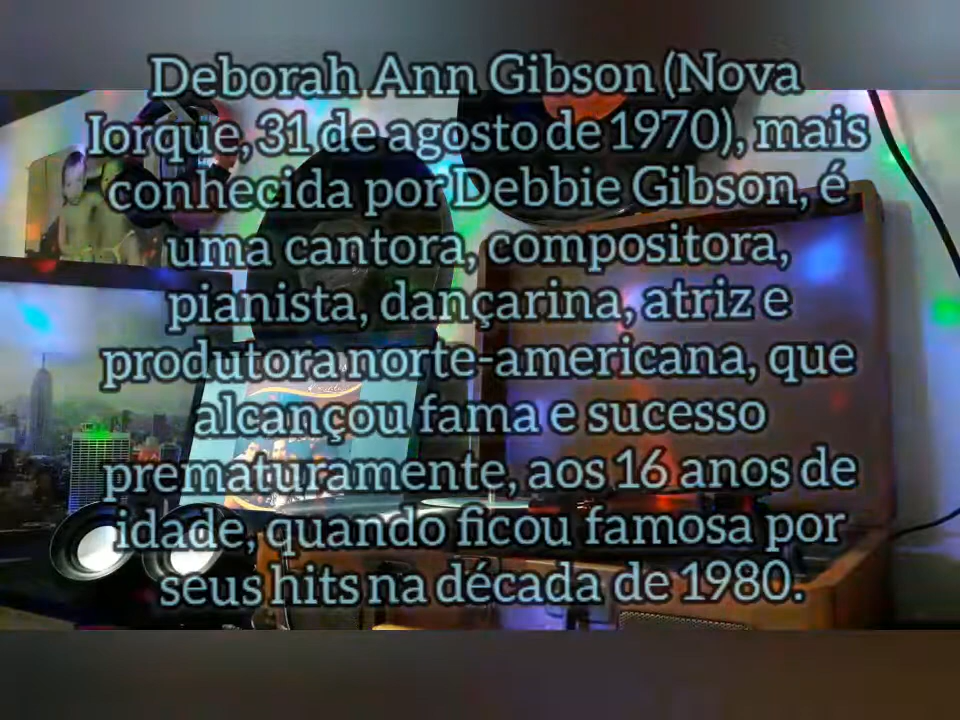 Deborah Ann Gibson (Nova
Iorque, 31 de agosto de 1970), mais
conhecida por Debbie Gibson, é
uma cantora, compositora,
pianista, dançarina, atriz e
produtora norte-americana, que
alcançou fama e sucesso
prematuramente, aos 16 anos de
idade, quando ficou famosa por
seus hits na década de 1980.